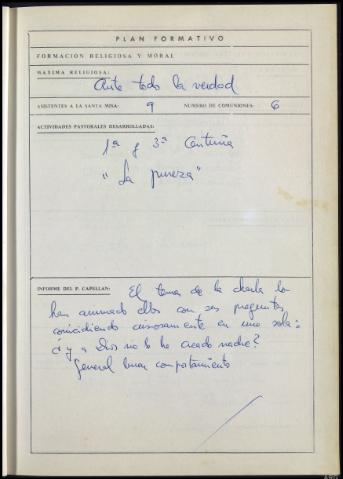 PLAN FORMATIVO
FORMACION RELIGIOSA Y MORAL
MAXIMA RELIGIOSA:
Ante todo la verdad
ASISTENTES A LA SANTA MISA: 9 NUMERO DE COMUNIONES: 6
ACTIVIDADES PASTORALES DESARROLLADAS:
1ª y 3ª Centuria
"La pureza"
INFORME DEL P. CAPELLAN: El tema de la charla lo
han animado ellos con sus preguntas
coincidiendo curiosamente en una sola:
¿y a Dios no lo ha creado nadie?
General buen comportamiento